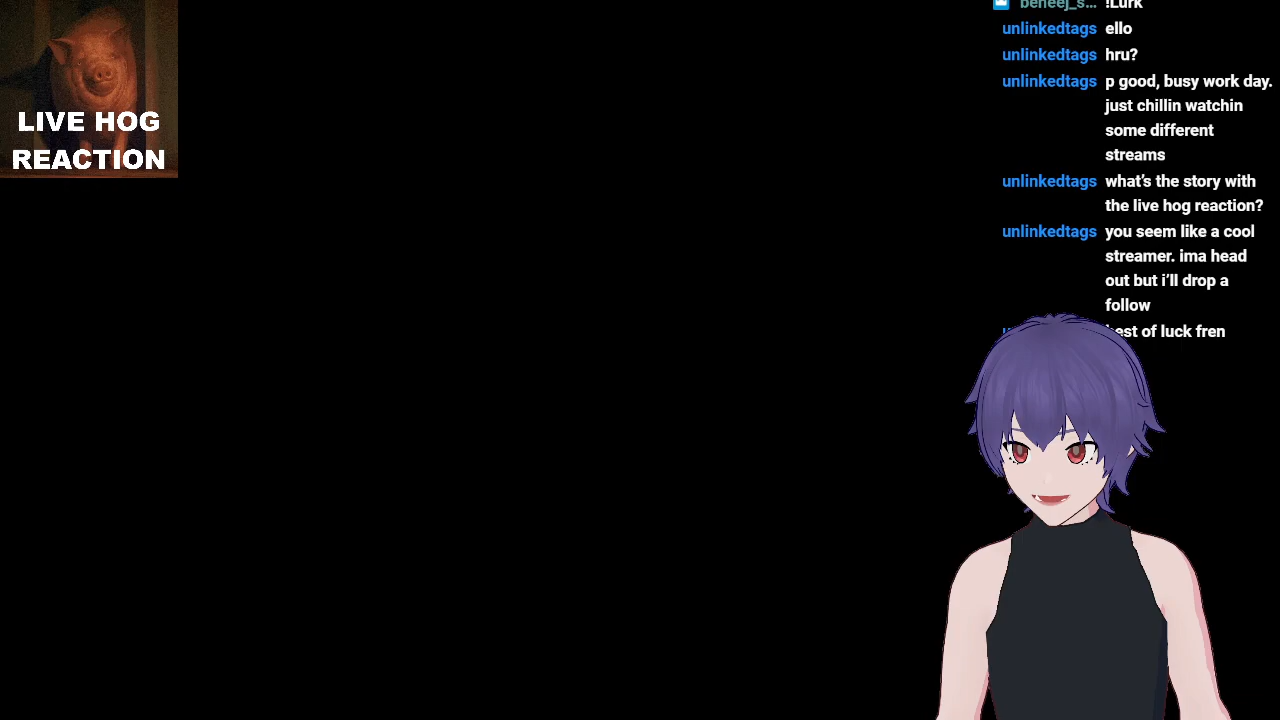 LIVE HOG
REACTION
beneej_s... !Lurk
unlinkedtags ello
unlinkedtags hru?
unlinkedtags p good, busy work day.
just chillin watchin
some different
streams
unlinkedtags what's the story with
the live hog reaction?
unlinkedtags you seem like a cool
streamer. ima head
out but i'll drop a
follow
best of luck fren